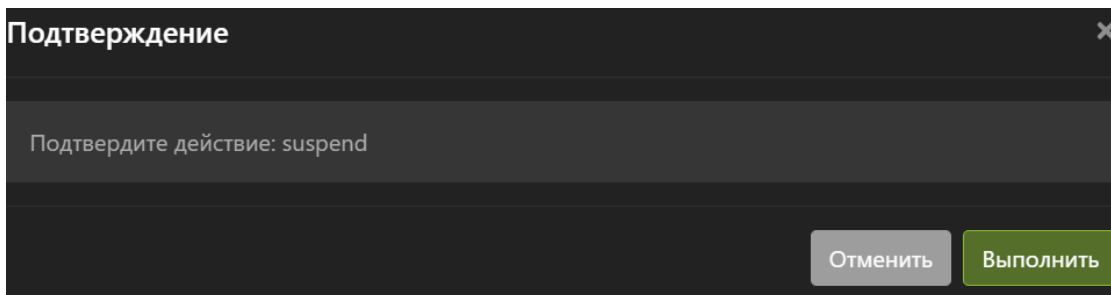 Подтверждение
Подтвердите действие: suspend
Отменить Выполнить